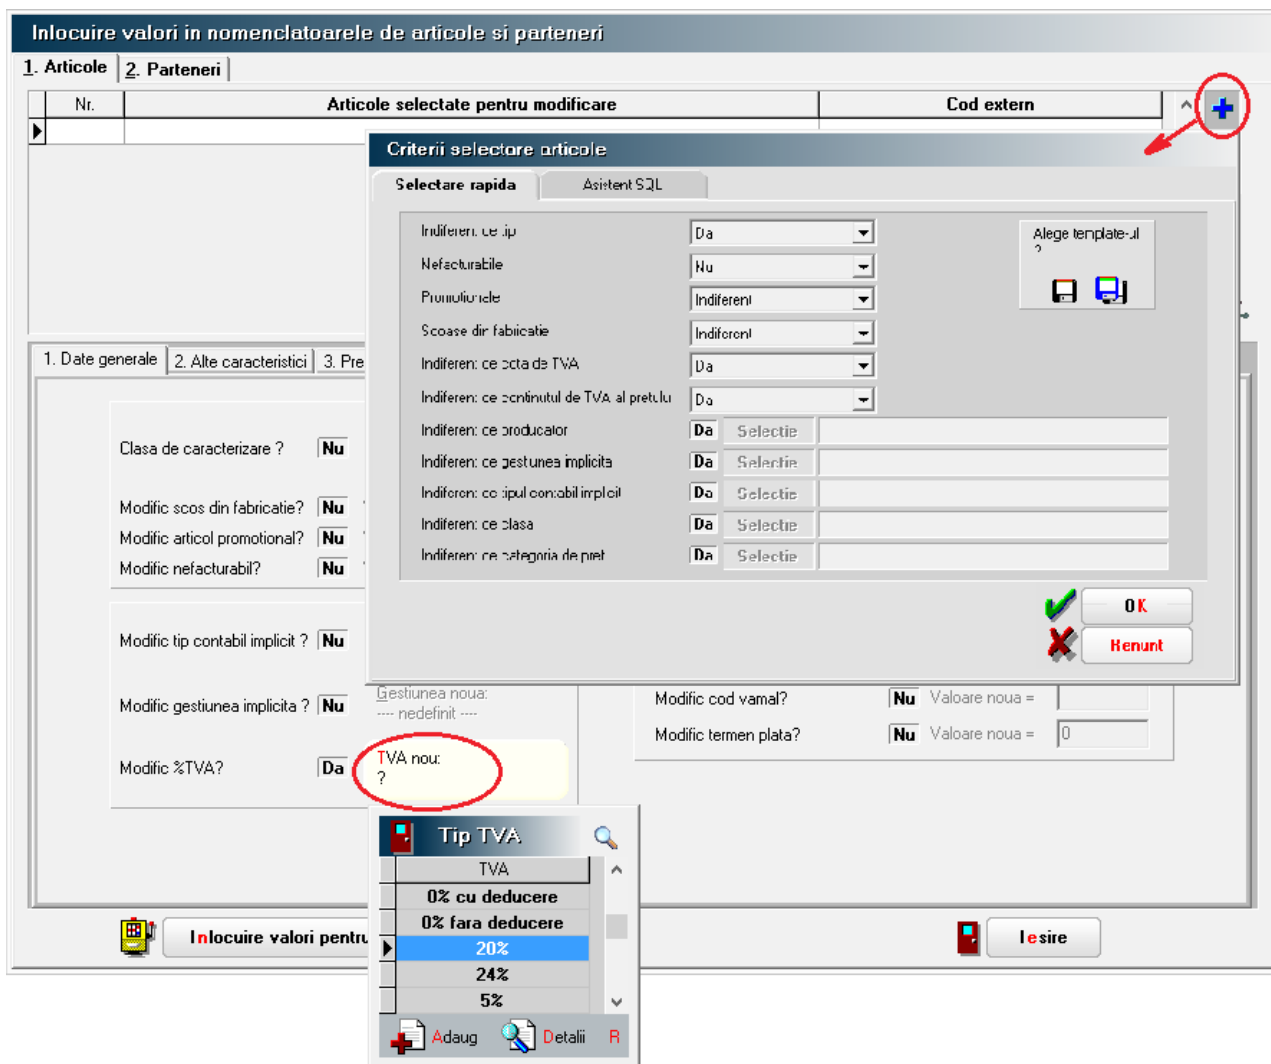 Inlocuire valori in nomenclatoarele de articole si parteneri
1. Articole
2. Parteneri
Nr.
Articole selectate pentru modificare
Cod extern
Criterii selectare articole
Selectare rapida
Asistent SQL
Indiferent ce tip
Da
Nefacturabile
Nu
Promotionale
Indiferent
Scoase din fabricatie
Indiferent
Indiferent ce cota de TVA
Da
Indiferent ce continutul de TVA al pretului
Da
Indiferent ce producator
Da
Selectie
Indiferent ce gestiunea implicita
Da
Selectie
Indiferent ce tipul contabil implicit
Da
Selectie
Indiferent ce clasa
Da
Selectie
Indiferent ce categoria de pret
Da
Selectie
Alege template-ul
?
OK
Renunt
1. Date generale
2. Alte caracteristici
3. Pre
Clasa de caracterizare ?
Nu
Modific scos din fabricatie?
Nu
Modific articol promotional?
Nu
Modific nefacturabil?
Nu
Modific tip contabil implicit ?
Nu
Modific gestiunea implicita ?
Nu
Gestiunea noua:
---- nedefinit ----
Modific %TVA?
Da
TVA nou:
?
Modific cod vamal?
Nu
Valoare noua =
Modific termen plata?
Nu
Valoare noua =
0
Tip TVA
TVA
0% cu deducere
0% fara deducere
20%
24%
5%
Adaug
Detalii
R
Inlocuire valori pentru
Iesire